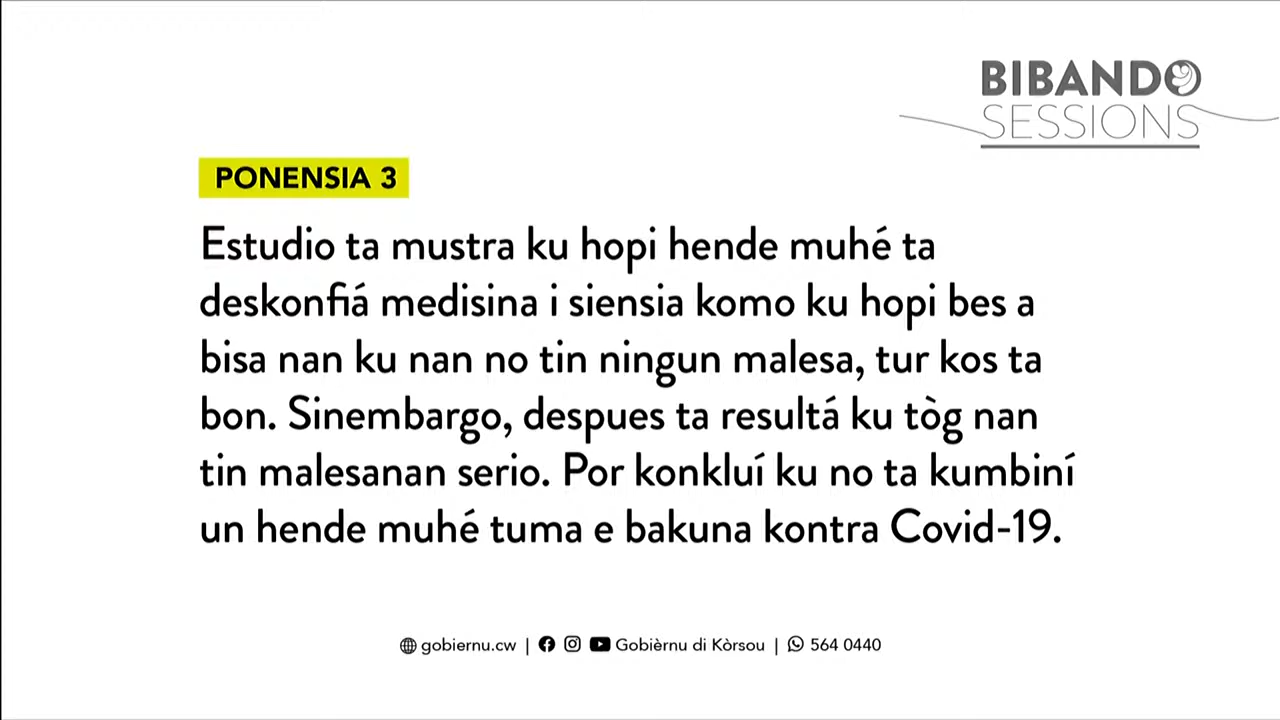 BIBANDO
SESSIONS
PONENSIA 3
Estudio ta mustra ku hopi hende muhé ta
deskonfiá medisina i siensia komo ku hopi bes a
bisa nan ku nan no tin ningun malesa, tur kos ta
bon. Sinembargo, despues ta resultá ku tòg nan
tin malesanan serio. Por konkluí ku no ta kumbiní
un hende muhé tuma e bakuna kontra Covid-19.
gobiernu.cw | Gobièrnu di Kòrsou | 564 0440